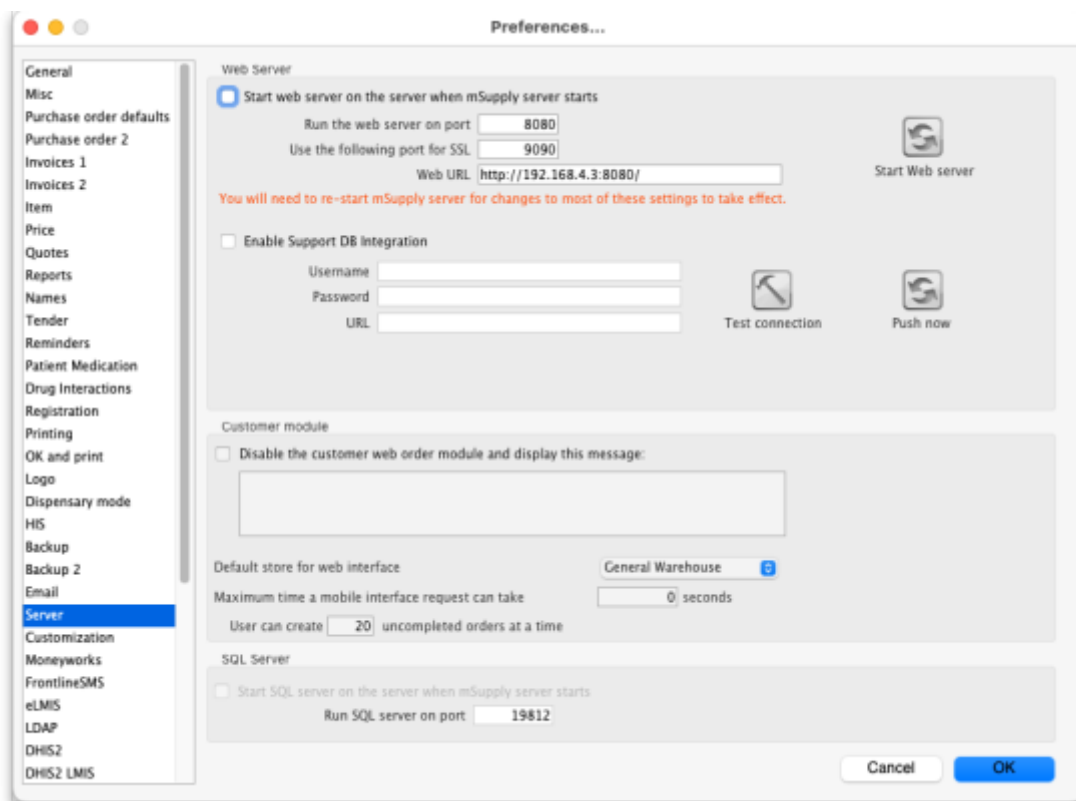 Preferences...
General
Misc
Purchase order defaults
Purchase order 2
Invoices 1
Invoices 2
Item
Price
Quotes
Reports
Names
Tender
Reminders
Patient Medication
Drug Interactions
Registration
Printing
OK and print
Logo
Dispensary mode
HIS
Backup
Backup 2
Email
Server
Customization
Moneyworks
FrontlineSMS
eLMIS
LDAP
DHIS2
DHIS2 LMIS
Web Server
Start web server on the server when mSupply server starts
Run the web server on port 8080
Use the following port for SSL 9090
Web URL http://192.168.4.3:8080/
Start Web server
You will need to re-start mSupply server for changes to most of these settings to take effect.
Enable Support DB Integration
Username
Password
URL
Test connection
Push now
Customer module
Disable the customer web order module and display this message:
Default store for web interface General Warehouse
Maximum time a mobile interface request can take 0 seconds
User can create 20 uncompleted orders at a time
SQL Server
Start SQL server on the server when mSupply server starts
Run SQL server on port 19812
Cancel OK